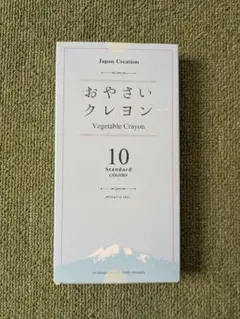 Japan Creation
おやさい
クレヨン
Vegetable Crayon
10
Standard
COLORS